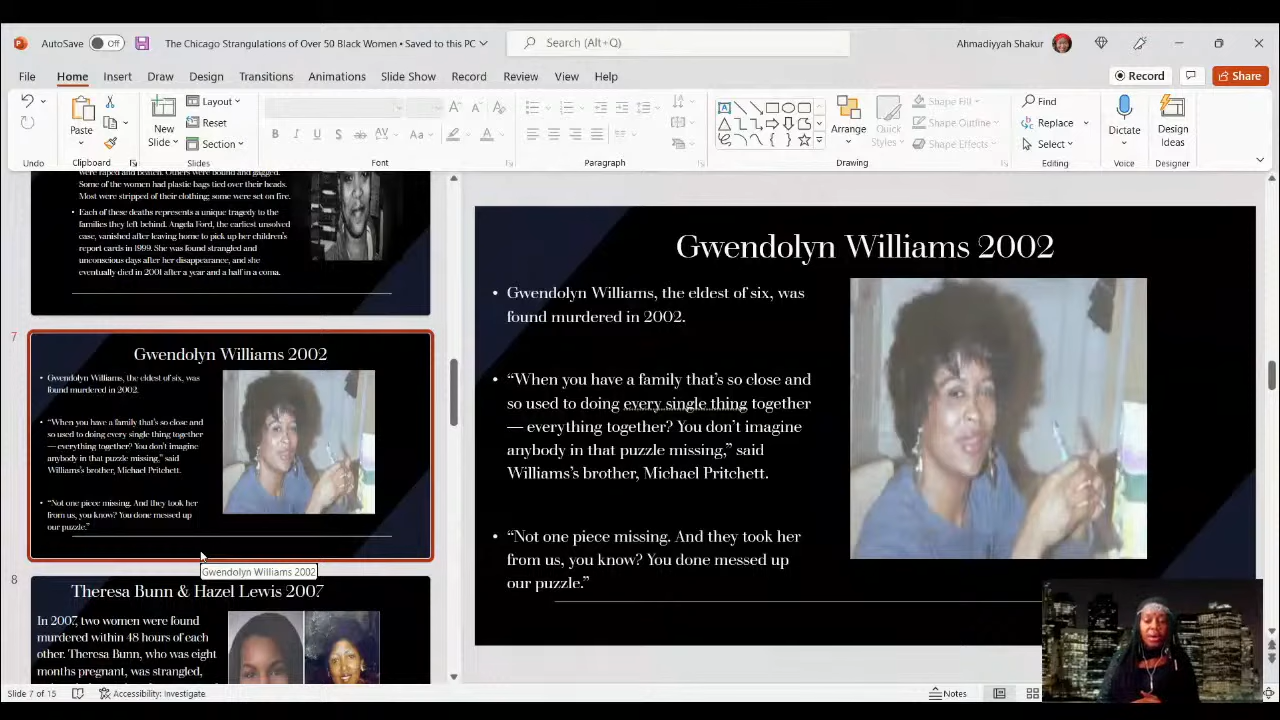 AutoSave Off The Chicago Strangulations of Over 50 Black Women • Saved to this PC Search (Alt+Q) Ahmadiyyah Shakur
File Home Insert Draw Design Transitions Animations Slide Show Record Review View Help Record Share
Paste New Slide Layout Reset Section Aa Arrange Quick Styles Shape Fill Shape Outline Shape Effects Find Replace Select Dictate Design Ideas
Undo Clipboard Slides Font Paragraph Drawing Editing Voice Designer
were raped and beaten. Others were bound and gagged.
Some of the women had plastic bags tied over their heads.
Most were stripped of their clothing; some were set on fire.
• Each of these deaths represents a unique tragedy to the
families they left behind. Angela Ford, the earliest unsolved
case, vanished after leaving home to pick up her children's
report cards in 1999. She was found strangled and
unconscious days after her disappearance, and she
eventually died in 2001 after a year and a half in a coma.
7
Gwendolyn Williams 2002
• Gwendolyn Williams, the eldest of six, was
found murdered in 2002.
• “When you have a family that’s so close and
so used to doing every single thing together
— everything together? You don’t imagine
anybody in that puzzle missing,” said
Williams’s brother, Michael Pritchett.
• “Not one piece missing. And they took her
from us, you know? You done messed up
our puzzle.”
Gwendolyn Williams 2002
8
Theresa Bunn & Hazel Lewis 2007
In 2007, two women were found
murdered within 48 hours of each
other. Theresa Bunn, who was eight
months pregnant, was strangled,
Gwendolyn Williams 2002
• Gwendolyn Williams, the eldest of six, was
found murdered in 2002.
• “When you have a family that’s so close and
so used to doing every single thing together
— everything together? You don’t imagine
anybody in that puzzle missing,” said
Williams’s brother, Michael Pritchett.
• “Not one piece missing. And they took her
from us, you know? You done messed up
our puzzle.”
Slide 7 of 15 Accessibility: Investigate Notes